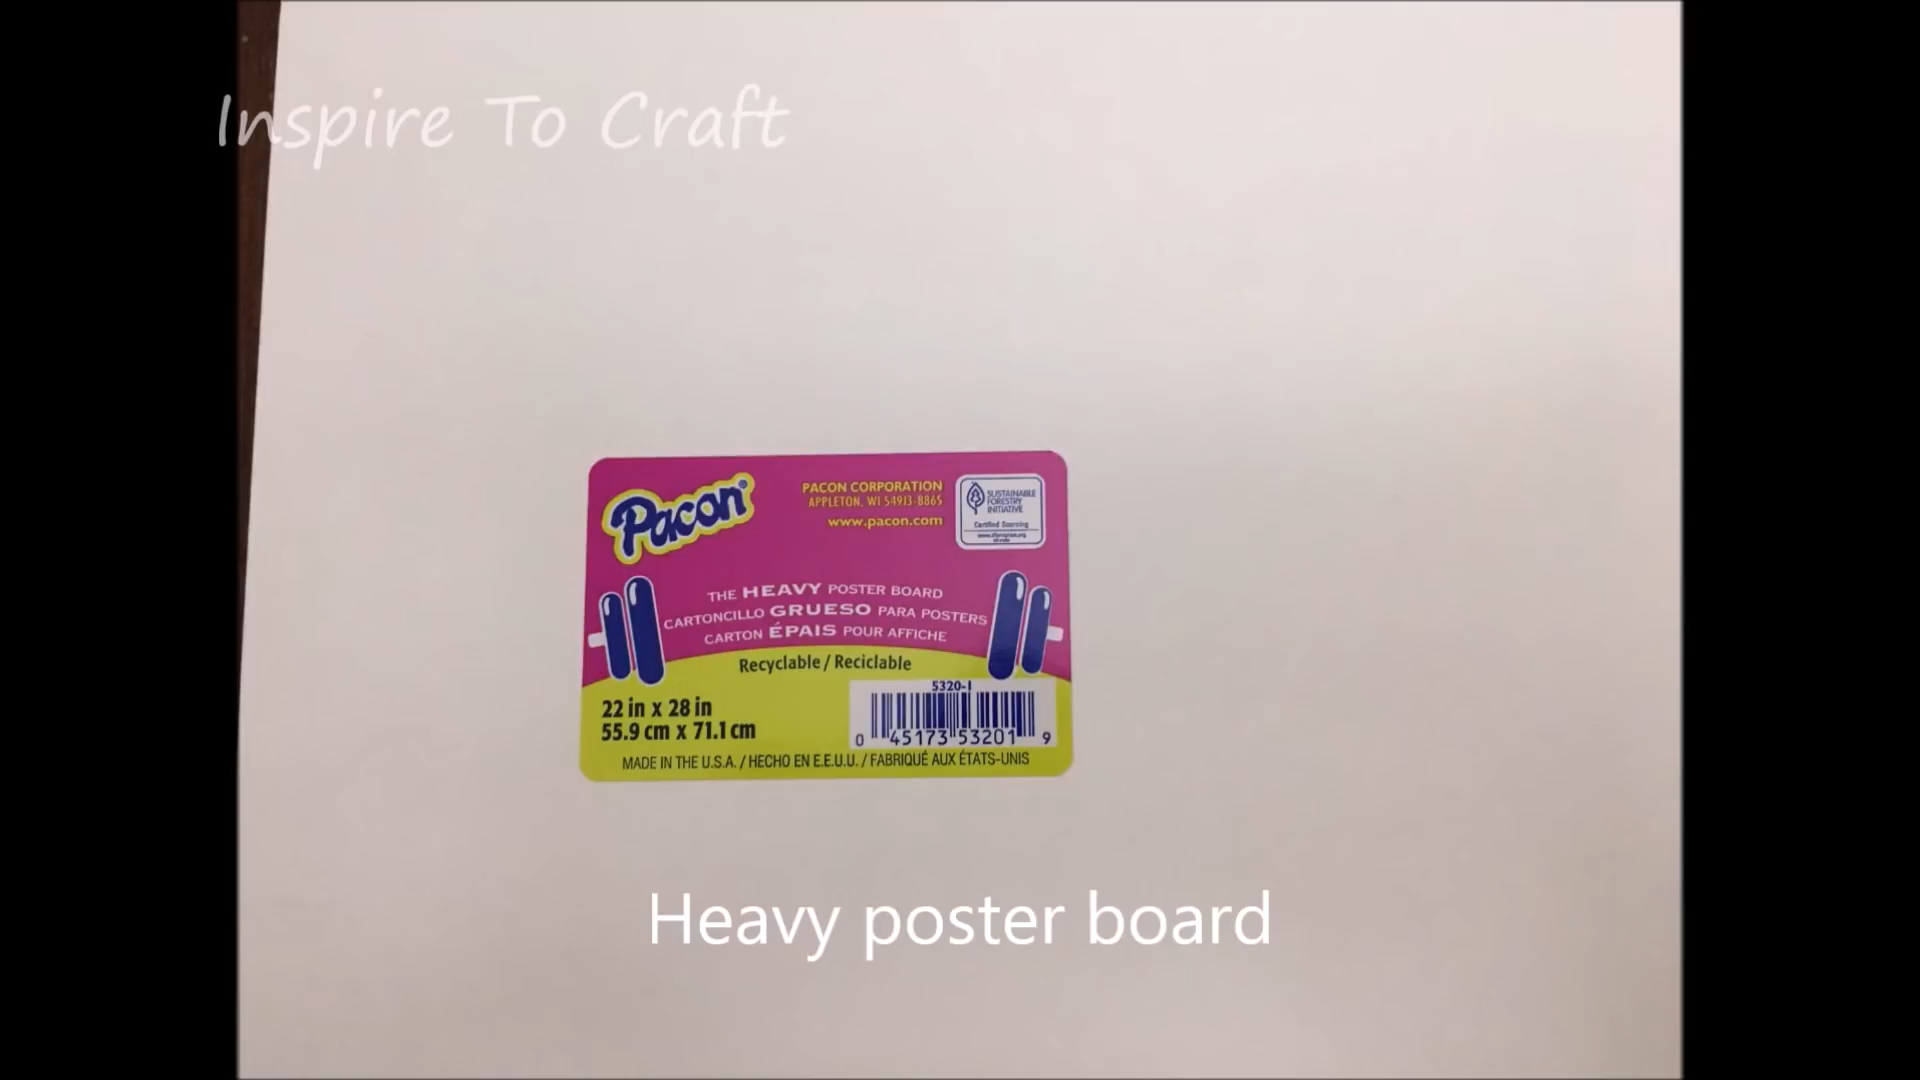 Inspire To Craft
Pacon®
PACON CORPORATION
APPLETON, WI 54913-8865
www.pacon.com
SUSTAINABLE
FORESTRY
INITIATIVE
Certified Sourcing
www.sfiprogram.org
THE HEAVY POSTER BOARD
CARTONCILLO GRUESO PARA POSTERS
CARTON ÉPAIS POUR AFFICHE
Recyclable / Reciclable
22 in x 28 in
55.9 cm x 71.1 cm
5320-1
0 45173 53201 9
MADE IN THE U.S.A. / HECHO EN E.E.U.U. / FABRIQUÉ AUX ÉTATS-UNIS
Heavy poster board